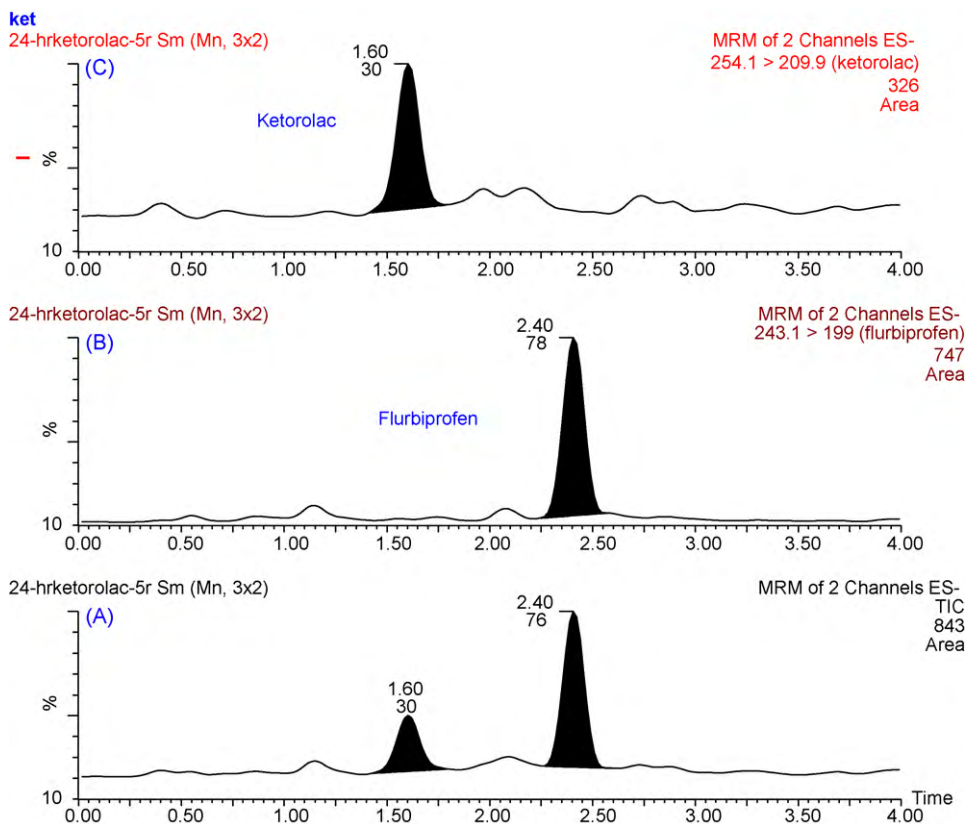 ket
24-hrketorolac-5r Sm (Mn, 3x2)
MRM of 2 Channels ES-
254.1 > 209.9 (ketorolac)
326
Area
(C)
1.60
30
Ketorolac
%
10
0.00 0.50 1.00 1.50 2.00 2.50 3.00 3.50 4.00
24-hrketorolac-5r Sm (Mn, 3x2)
MRM of 2 Channels ES-
243.1 > 199 (flurbiprofen)
747
Area
(B)
2.40
78
Flurbiprofen
%
10
0.00 0.50 1.00 1.50 2.00 2.50 3.00 3.50 4.00
24-hrketorolac-5r Sm (Mn, 3x2)
MRM of 2 Channels ES-
TIC
843
Area
(A)
2.40
76
1.60
30
%
10
Time
0.00 0.50 1.00 1.50 2.00 2.50 3.00 3.50 4.00